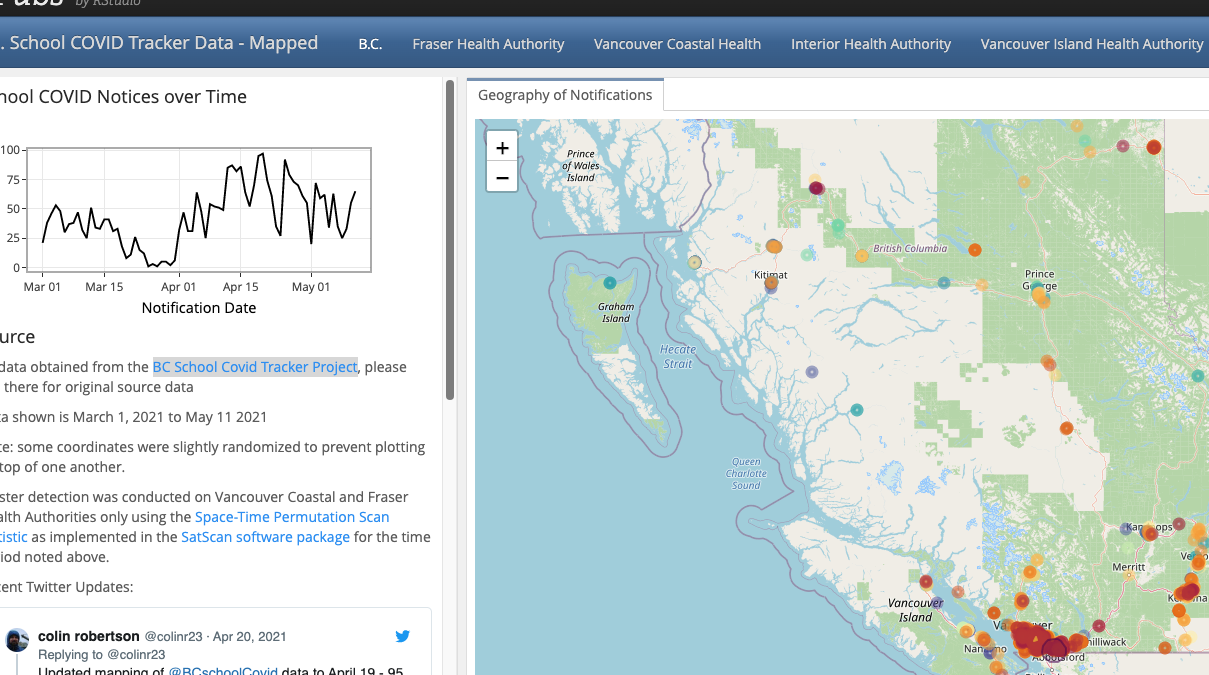 by RStudio
. School COVID Tracker Data - Mapped
B.C.
Fraser Health Authority
Vancouver Coastal Health
Interior Health Authority
Vancouver Island Health Authority
hool COVID Notices over Time
100
75
50
25
0
Mar 01
Mar 15
Apr 01
Apr 15
May 01
Notification Date
urce
data obtained from the BC School Covid Tracker Project, please
there for original source data
a shown is March 1, 2021 to May 11 2021
te: some coordinates were slightly randomized to prevent plotting
top of one another.
ster detection was conducted on Vancouver Coastal and Fraser
alth Authorities only using the Space-Time Permutation Scan
tistic as implemented in the SatScan software package for the time
iod noted above.
cent Twitter Updates:
colin robertson @colinr23 · Apr 20, 2021
Replying to @colinr23
Updated mapping of @BCschoolCovid data to April 19 - 95
Geography of Notifications
+
−
Prince
of Wales
Island
British Columbia
Kitimat
Prince
George
Graham
Island
Hecate
Strait
Queen
Charlotte
Sound
Kamloops
Merritt
Vancouver
Island
Nanaimo
Abbotsford
hilliwack